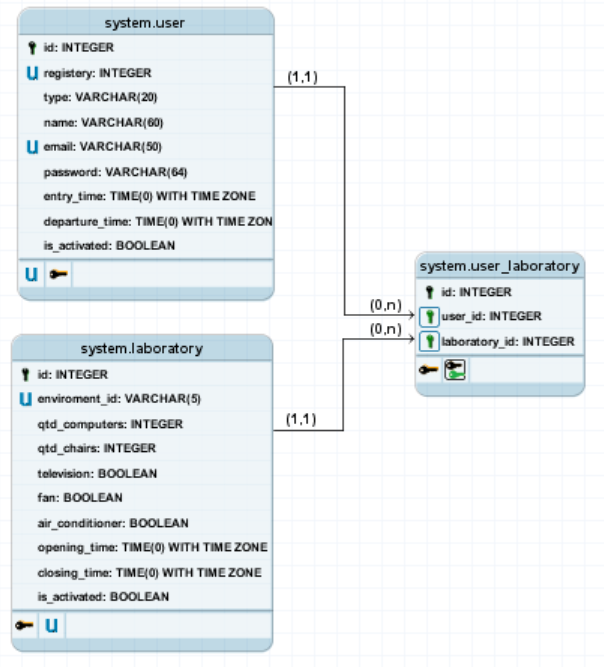 system.user
id: INTEGER
U registery: INTEGER
type: VARCHAR(20)
name: VARCHAR(60)
U email: VARCHAR(50)
password: VARCHAR(64)
entry_time: TIME(0) WITH TIME ZONE
departure_time: TIME(0) WITH TIME ZON
is_activated: BOOLEAN
U
(1,1)
(0,n)
system.user_laboratory
id: INTEGER
user_id: INTEGER
laboratory_id: INTEGER
(0,n)
(1,1)
system.laboratory
id: INTEGER
U enviroment_id: VARCHAR(5)
qtd_computers: INTEGER
qtd_chairs: INTEGER
television: BOOLEAN
fan: BOOLEAN
air_conditioner: BOOLEAN
opening_time: TIME(0) WITH TIME ZONE
closing_time: TIME(0) WITH TIME ZONE
is_activated: BOOLEAN
U